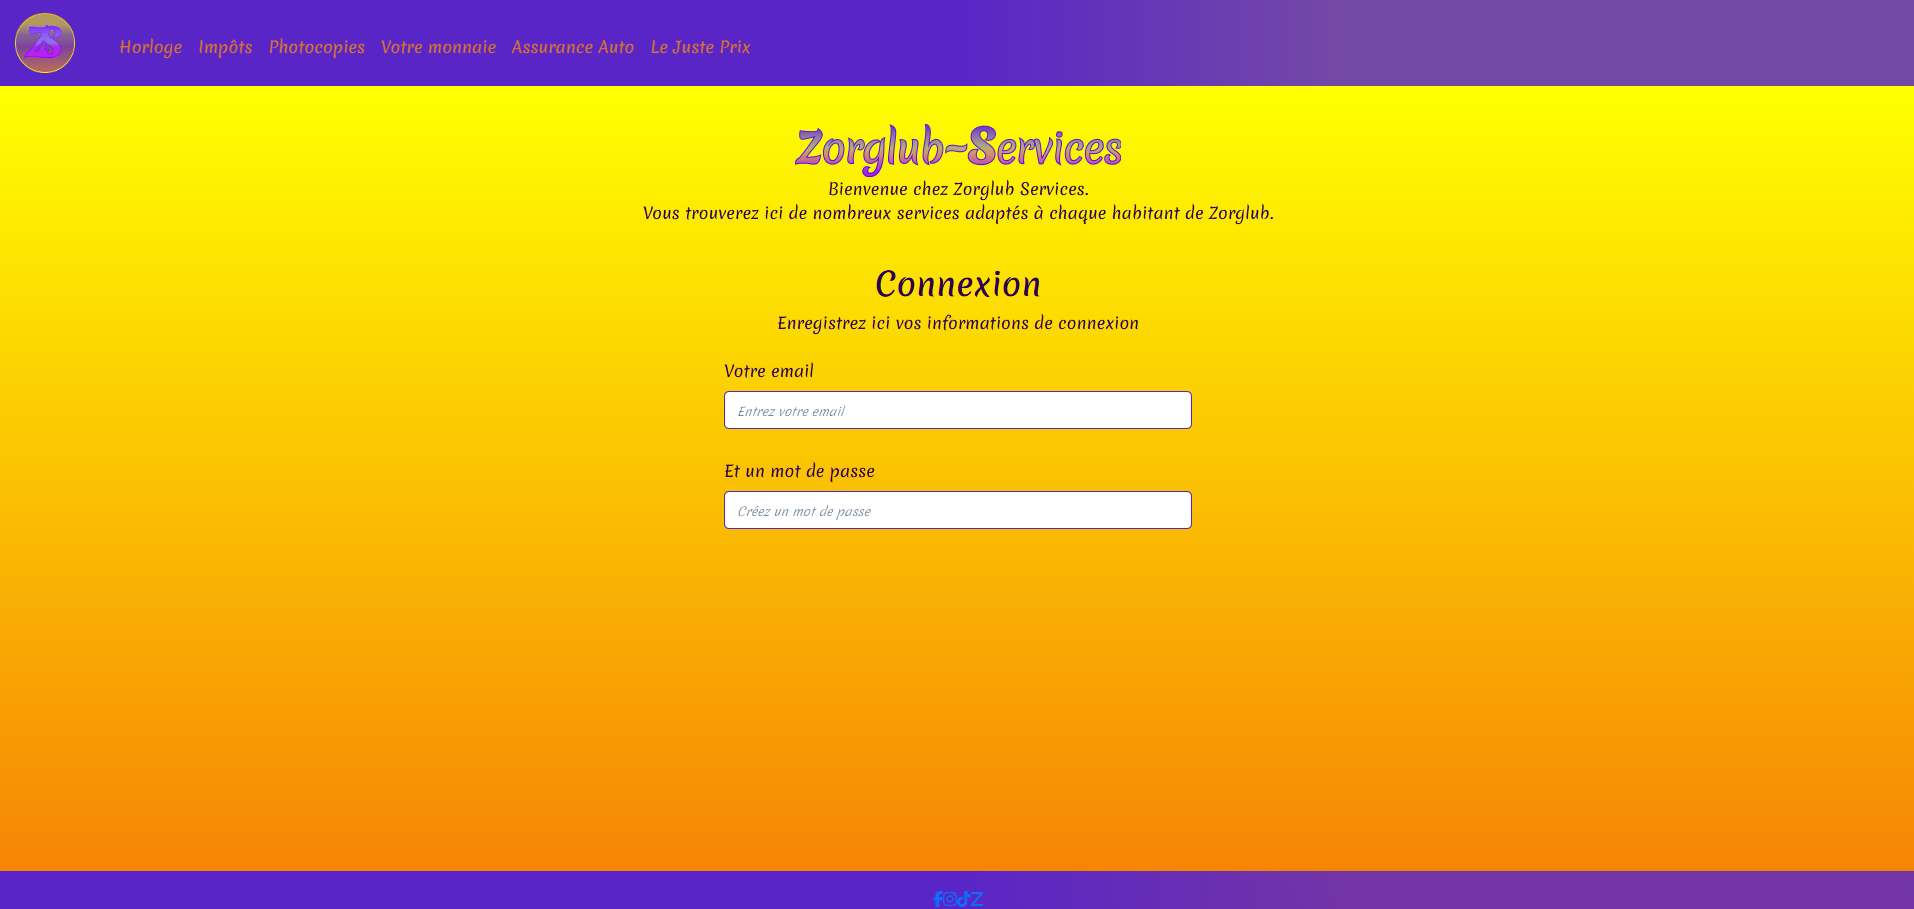 ZS
Horloge Impôts Photocopies Votre monnaie Assurance Auto Le Juste Prix
Zorglub~Services
Bienvenue chez Zorglub Services.
Vous trouverez ici de nombreux services adaptés à chaque habitant de Zorglub.
Connexion
Enregistrez ici vos informations de connexion
Votre email
Entrez votre email
Et un mot de passe
Créez un mot de passe
Z